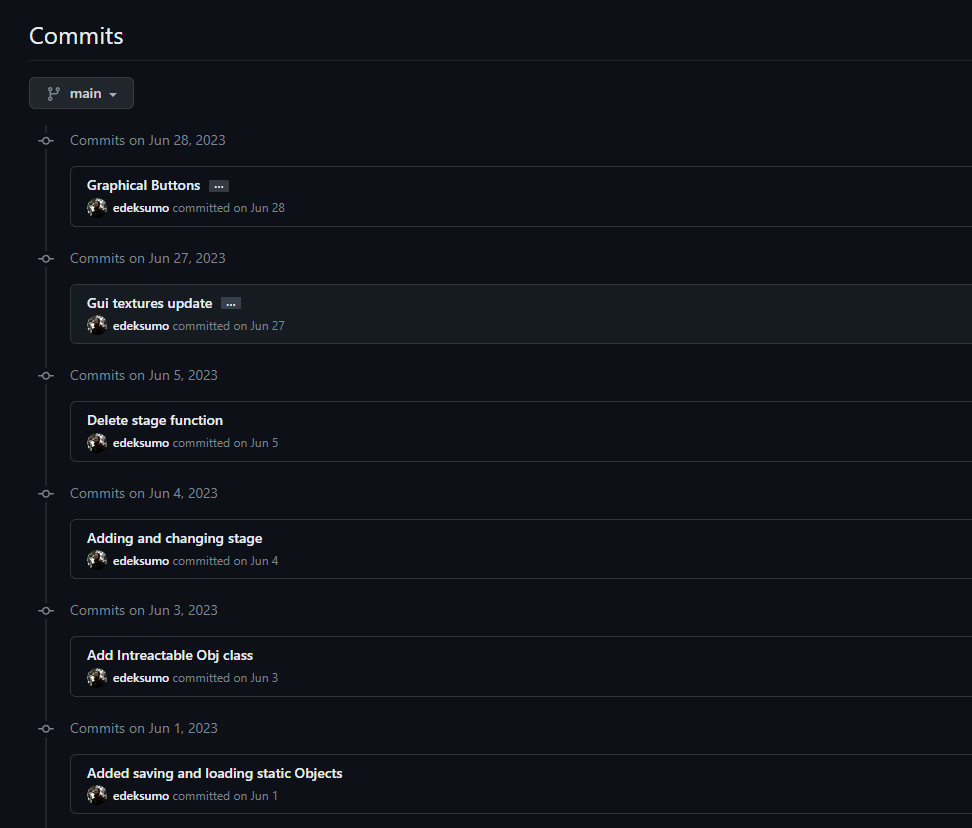 Commits
main
Commits on Jun 28, 2023
Graphical Buttons ...
edeksumo committed on Jun 28
Commits on Jun 27, 2023
Gui textures update ...
edeksumo committed on Jun 27
Commits on Jun 5, 2023
Delete stage function
edeksumo committed on Jun 5
Commits on Jun 4, 2023
Adding and changing stage
edeksumo committed on Jun 4
Commits on Jun 3, 2023
Add Intreactable Obj class
edeksumo committed on Jun 3
Commits on Jun 1, 2023
Added saving and loading static Objects
edeksumo committed on Jun 1